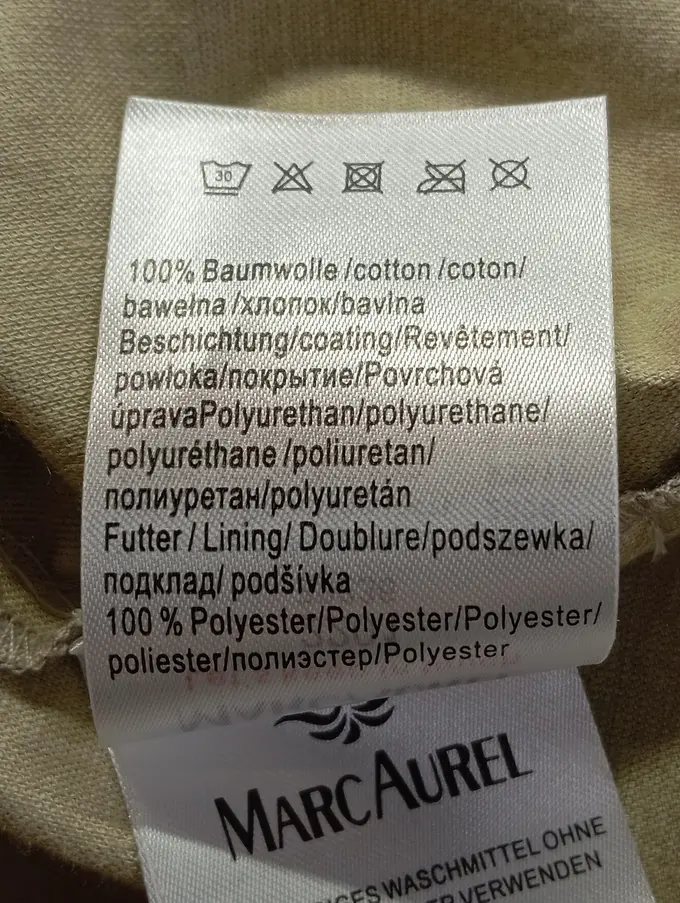 30
100% Baumwolle /cotton /coton/
bawełna /хлопок/bavlna
Beschichtung/coating/Revêtement/
powłoka/покрытие/Povrchová
úpravaPolyurethan/polyurethane/
polyuréthane /poliuretan/
полиуретан/polyuretán
Futter / Lining/ Doublure/podszewka/
подклад/ podšívka
100 % Polyester/Polyester/Polyester/
poliester/полиэстер/Polyester
MARCAUREL
WASCHMITTEL OHNE
VERWENDEN